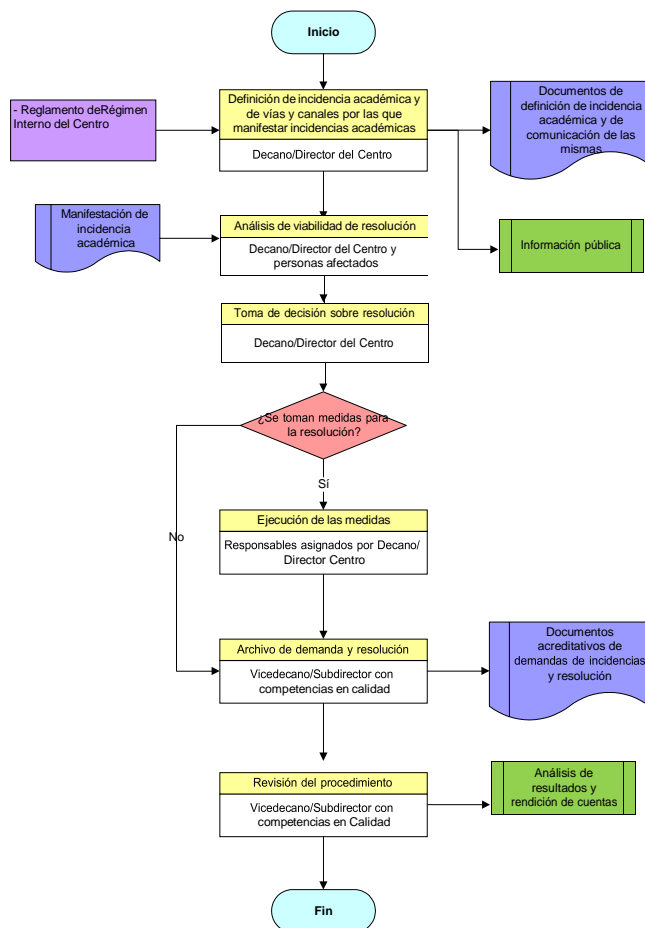 Inicio
- Reglamento deRégimen
Interno del Centro
Definición de incidencia académica y
de vías y canales por las que
manifestar incidencias académicas
Decano/Director del Centro
Documentos de
definición de incidencia
académica y de
comunicación de las
mismas
Manifestación de
incidencia
académica
Análisis de viabilidad de resolución
Decano/Director del Centro y
personas afectados
Información pública
Toma de decisión sobre resolución
Decano/Director del Centro
¿Se toman medidas para
la resolución?
Sí
No
Ejecución de las medidas
Responsables asignados por Decano/
Director Centro
Archivo de demanda y resolución
Vicedecano/Subdirector con
competencias en calidad
Documentos
acreditativos de
demandas de incidencias
y resolución
Revisión del procedimiento
Vicedecano/Subdirector con
competencias en Calidad
Análisis de
resultados y
rendición de cuentas
Fin